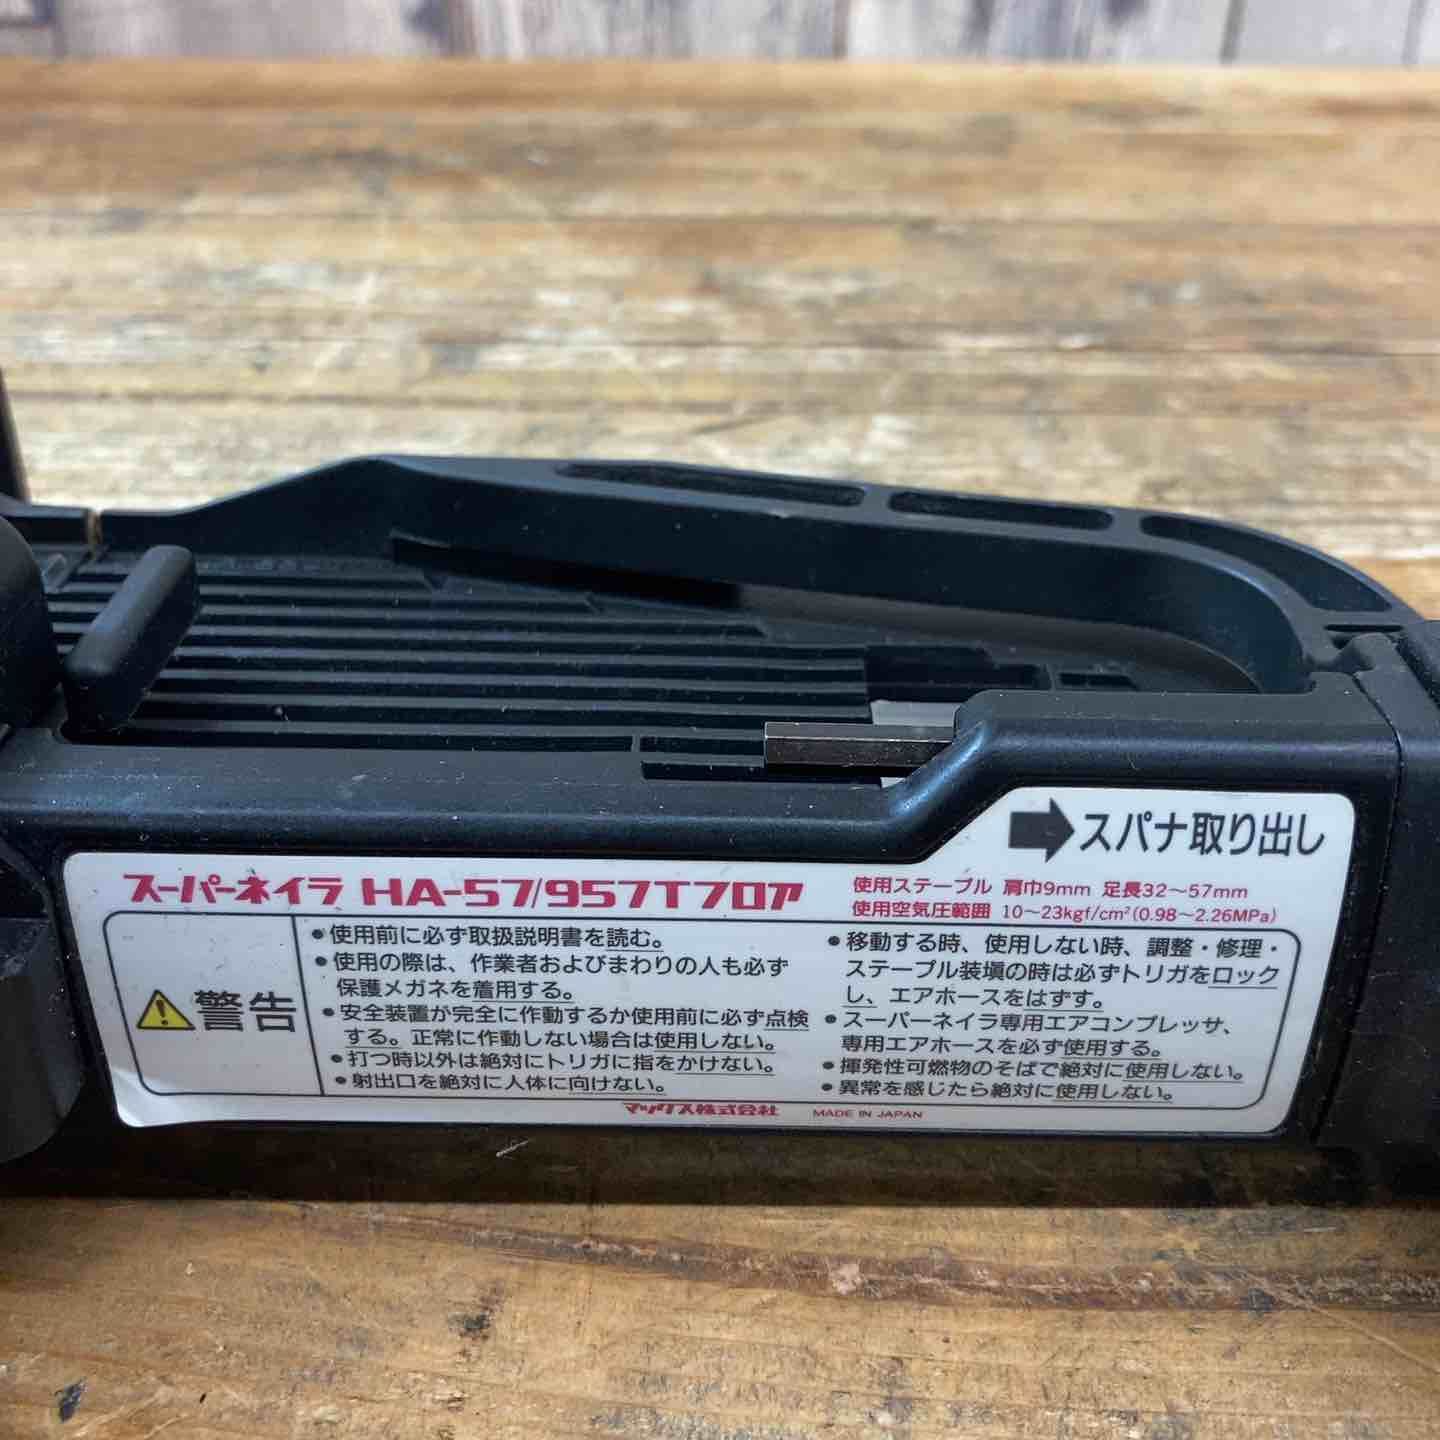 スパナ取り出し
スーパーネイラ HA-57/957Tフロア
使用ステープル 肩巾9mm 足長32～57mm
使用空気圧範囲 10～23kgf/cm²(0.98～2.26MPa)
警告
•使用前に必ず取扱説明書を読む。
•使用の際は、作業者およびまわりの人も必ず
保護メガネを着用する。
•安全装置が完全に作動するか使用前に必ず点検
する。正常に作動しない場合は使用しない。
•打つ時以外は絶対にトリガに指をかけない。
•射出口を絶対に人体に向けない。
•移動する時、使用しない時、調整・修理・
ステープル装塡の時は必ずトリガをロック
し、エアホースをはずす。
•スーパーネイラ専用エアコンプレッサ、
専用エアホースを必ず使用する。
•揮発性可燃物のそばで絶対に使用しない。
•異常を感じたら絶対に使用しない。
マックス株式会社 MADE IN JAPAN